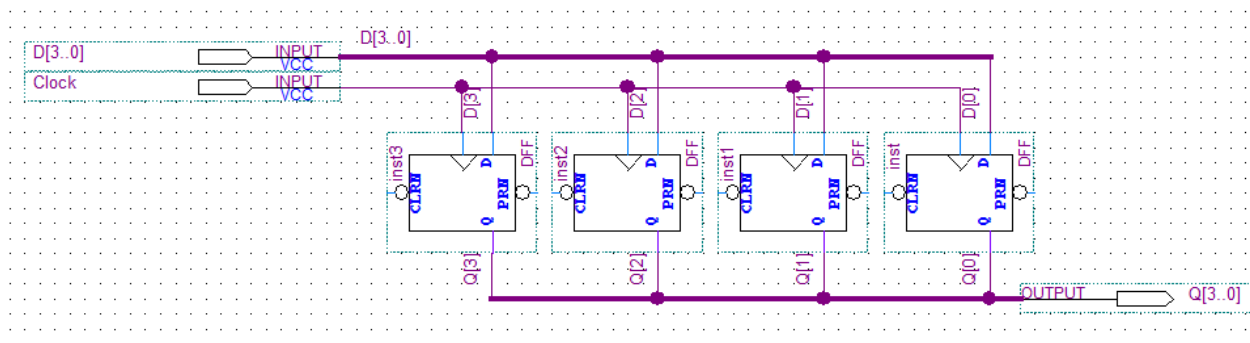 D[3..0]
D[3..0] INPUT
VCC
Clock INPUT
VCC
D[3] D[2] D[1] D[0]
inst3 DFF inst2 DFF inst1 DFF inst DFF
D D D D
CLRN PRN CLRN PRN CLRN PRN CLRN PRN
Q Q Q Q
Q[3] Q[2] Q[1] Q[0]
OUTPUT Q[3..0]